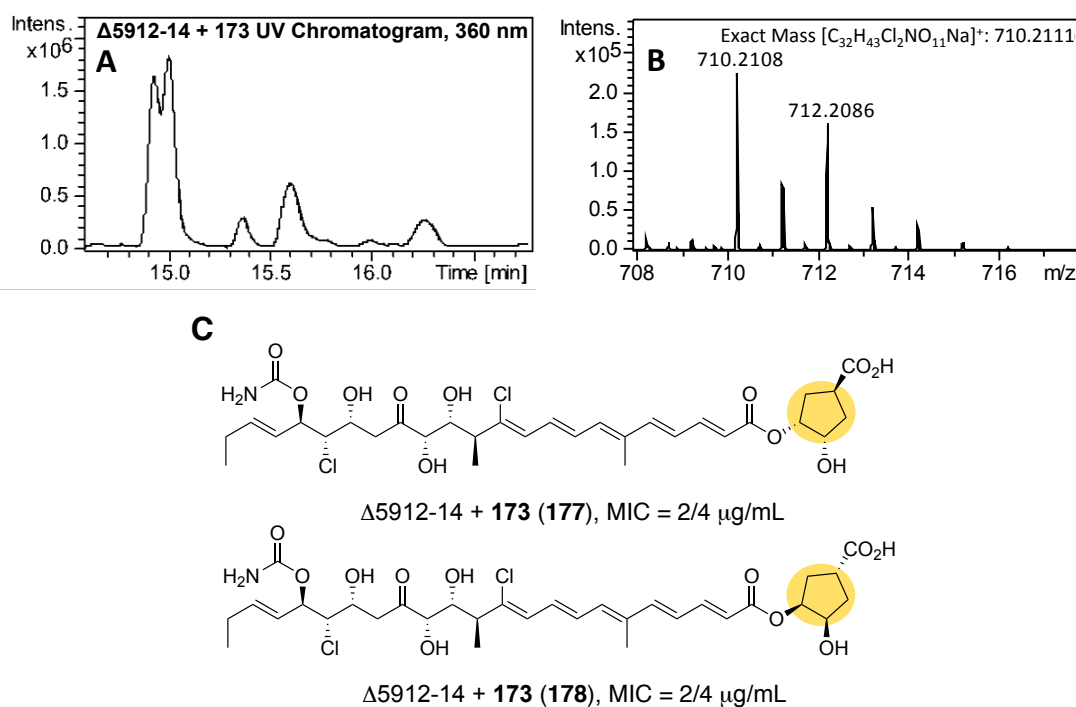 Intens.
x10⁶
Δ5912-14 + 173 UV Chromatogram, 360 nm
A
1.5
1.0
0.5
0.0
15.0 15.5 16.0 Time [min]
Intens.
x10⁵
B
Exact Mass [C₃₂H₄₃Cl₂NO₁₁Na]⁺: 710.2111
710.2108
712.2086
2.0
1.5
1.0
0.5
0.0
708 710 712 714 716 m/z
C
O
H₂N
O
OH
O
OH
Cl
O
CO₂H
O
Cl
OH
OH
Δ5912-14 + 173 (177), MIC = 2/4 μg/mL
O
H₂N
O
OH
O
OH
Cl
O
CO₂H
O
Cl
OH
OH
Δ5912-14 + 173 (178), MIC = 2/4 μg/mL